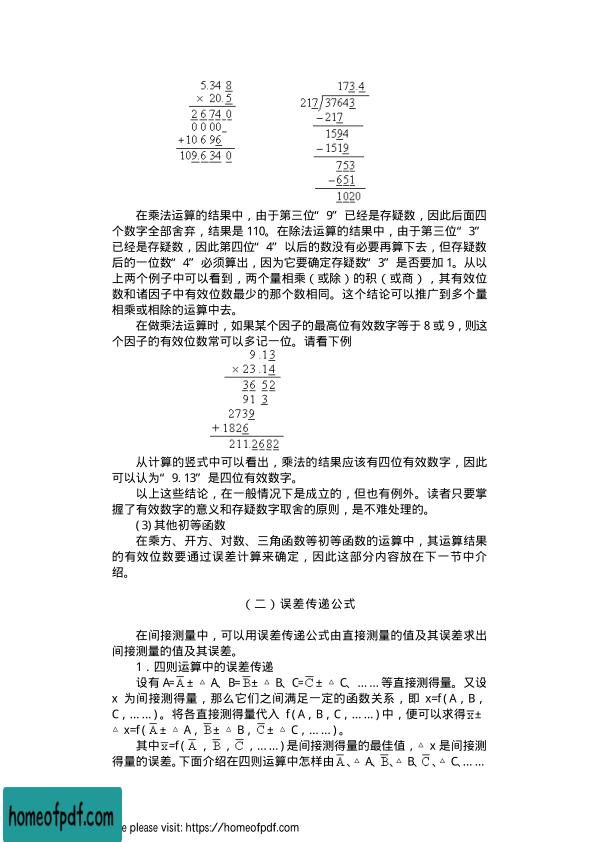 5.34 8
× 20. 5
2 6 74 0
0 0 00
+10 6 96
109.6 34 0
173 4
217 37643
−217
1594
−1519
753
−651
1020
在乘法运算的结果中，由于第三位“9”已经是存疑数，因此后面四
个数字全部舍弃，结果是 110。在除法运算的结果中，由于第三位“3”
已经是存疑数，因此第四位“4”以后的数没有必要再算下去，但存疑数
后的一位数“4”必须算出，因为它要确定存疑数“3”是否要加 1。从以
上两个例子中可以看到，两个量相乘（或除）的积（或商），其有效位
数和诸因子中有效位数最少的那个数相同。这个结论可以推广到多个量
相乘或相除的运算中去。
在做乘法运算时，如果某个因子的最高位有效数字等于 8 或 9，则这
个因子的有效位数常可以多记一位。请看下例
9 .13
× 23 .14
36 52
91 3
2739
+ 1826
211.2682
从计算的竖式中可以看出，乘法的结果应该有四位有效数字，因此
可以认为“9.13”是四位有效数字。
以上这些结论，在一般情况下是成立的，但也有例外。读者只要掌
握了有效数字的意义和存疑数字取舍的原则，是不难处理的。
(3)其他初等函数
在乘方、开方、对数、三角函数等初等函数的运算中，其运算结果
的有效位数要通过误差计算来确定，因此这部分内容放在下一节中介
绍。
（二）误差传递公式
在间接测量中，可以用误差传递公式由直接测量的值及其误差求出
间接测量的值及其误差。
1．四则运算中的误差传递
设有 A=A̅±△A、B=B̅±△B、C=C̅±△C、……等直接测得量。又设
x 为间接测得量，那么它们之间满足一定的函数关系，即 x=f(A，B，
C，……)。将各直接测得量代入 f(A，B，C，……)中，便可以求得x̅±
△x=f(A̅±△A，B̅±△B，C̅±△C，……)。
其中x̅=f(A̅，B̅，C̅，……)是间接测得量的最佳值，△x 是间接测
得量的误差。下面介绍在四则运算中怎样由A̅、△A、B̅、△B、C̅、△C、……
homeofpdf.com
please visit: https://homeofpdf.com